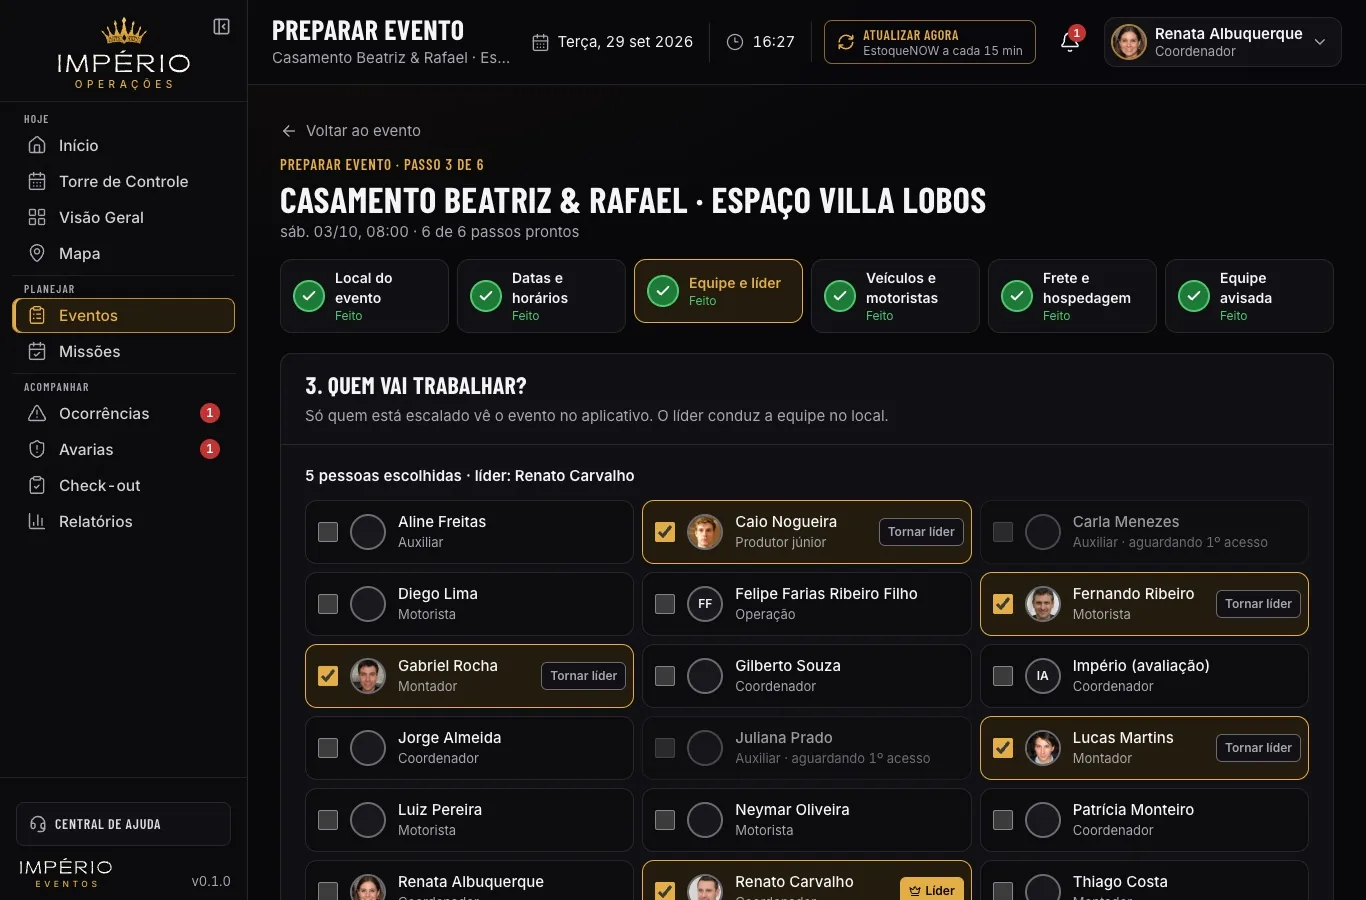 IMPÉRIO
OPERAÇÕES
PREPARAR EVENTO
Casamento Beatriz & Rafael · Es...
Terça, 29 set 2026
16:27
ATUALIZAR AGORA
EstoqueNOW a cada 15 min
1
Renata Albuquerque
Coordenador
HOJE
Início
Torre de Controle
Visão Geral
Mapa
PLANEJAR
Eventos
Missões
ACOMPANHAR
Ocorrências 1
Avarias 1
Check-out
Relatórios
CENTRAL DE AJUDA
IMPÉRIO
EVENTOS
v0.1.0
Voltar ao evento
PREPARAR EVENTO · PASSO 3 DE 6
CASAMENTO BEATRIZ & RAFAEL · ESPAÇO VILLA LOBOS
sáb. 03/10, 08:00 · 6 de 6 passos prontos
Local do
evento
Feito
Datas e
horários
Feito
Equipe e líder
Feito
Veículos e
motoristas
Feito
Frete e
hospedagem
Feito
Equipe
avisada
Feito
3. QUEM VAI TRABALHAR?
Só quem está escalado vê o evento no aplicativo. O líder conduz a equipe no local.
5 pessoas escolhidas · líder: Renato Carvalho
Aline Freitas
Auxiliar
Caio Nogueira
Produtor júnior
Tornar líder
Carla Menezes
Auxiliar · aguardando 1º acesso
Diego Lima
Motorista
FF
Felipe Farias Ribeiro Filho
Operação
Fernando Ribeiro
Motorista
Tornar líder
Gabriel Rocha
Montador
Tornar líder
Gilberto Souza
Coordenador
IA
Império (avaliação)
Coordenador
Jorge Almeida
Coordenador
Juliana Prado
Auxiliar · aguardando 1º acesso
Lucas Martins
Montador
Tornar líder
Luiz Pereira
Motorista
Neymar Oliveira
Motorista
Patrícia Monteiro
Coordenador
Renata Albuquerque
Renato Carvalho
Líder
Thiago Costa